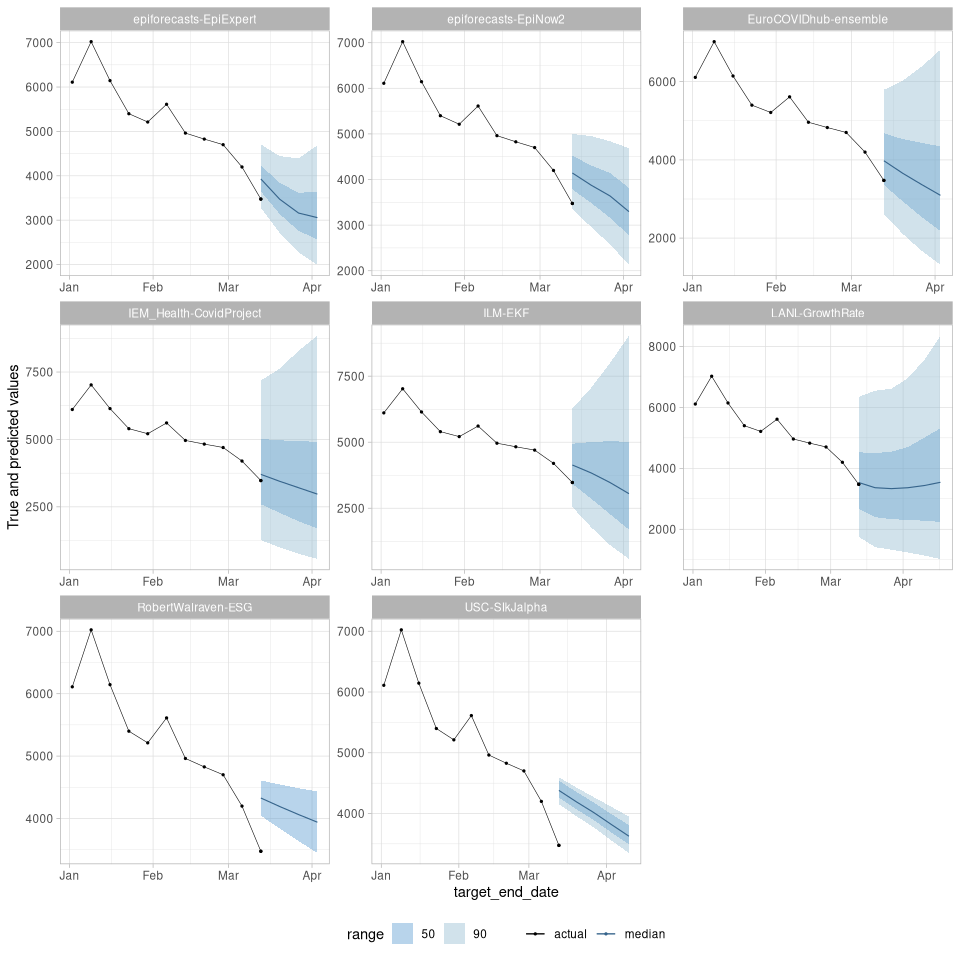 epiforecasts-EpiExpert
epiforecasts-EpiNow2
EuroCOVIDhub-ensemble
7000
6000
5000
4000
3000
2000
Jan Feb Mar Apr
7000
6000
5000
4000
3000
2000
Jan Feb Mar Apr
6000
4000
2000
Jan Feb Mar Apr
True and predicted values
IEM_Health-CovidProject
ILM-EKF
LANL-GrowthRate
7500
5000
2500
Jan Feb Mar Apr
7500
5000
2500
Jan Feb Mar Apr
8000
6000
4000
2000
Jan Feb Mar Apr
RobertWalraven-ESG
USC-SIkJalpha
7000
6000
5000
4000
Jan Feb Mar Apr
7000
6000
5000
4000
Jan Feb Mar Apr
target_end_date
range 50 90 actual median